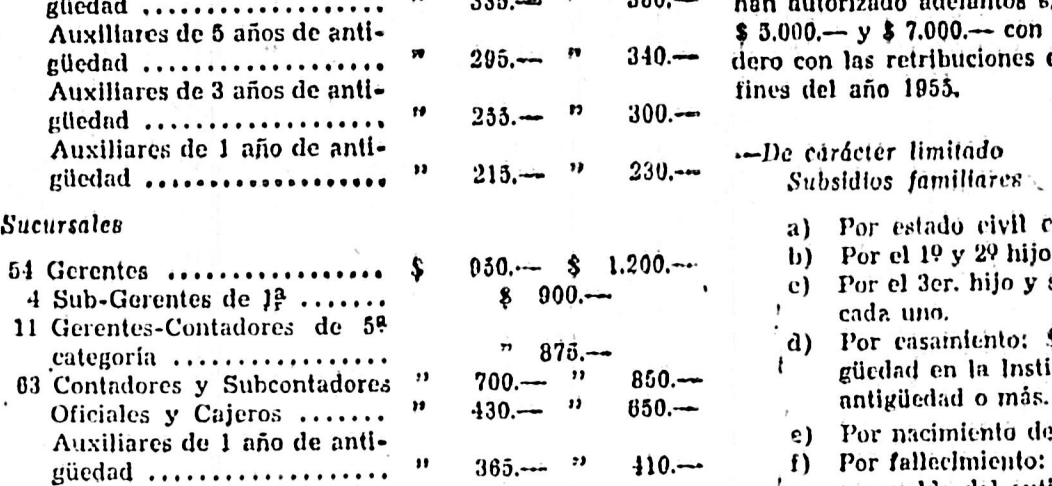 güedad .................. " 335.— " 380.—
Auxiliares de 5 años de anti-
güedad .................. " 295.— " 340.—
Auxiliares de 3 años de anti-
güedad .................. " 255.— " 300.—
Auxiliares de 1 año de anti-
güedad .................. " 215.— " 230.—
Sucursales
54 Gerentes ................ $ 950.— $ 1.200.—
4 Sub-Gerentes de 1ª ....... $ 900.—
11 Gerentes-Contadores de 5ª
categoría ................ " 875.—
63 Contadores y Subcontadores " 700.— " 850.—
Oficiales y Cajeros ....... " 430.— " 650.—
Auxiliares de 1 año de anti-
güedad .................. " 365.— " 410.—
han autorizado adelantos
$ 5.000.— y $ 7.000.— con
dero con las retribuciones
fines del año 1955.
—De carácter limitado
Subsidios familiares
a) Por estado civil c
b) Por el 1º y 2º hijo
c) Por el 3er. hijo y s
cada uno.
d) Por casamiento: $
güedad en la Insti
antigüedad o más.
e) Por nacimiento de
f) Por fallecimiento: